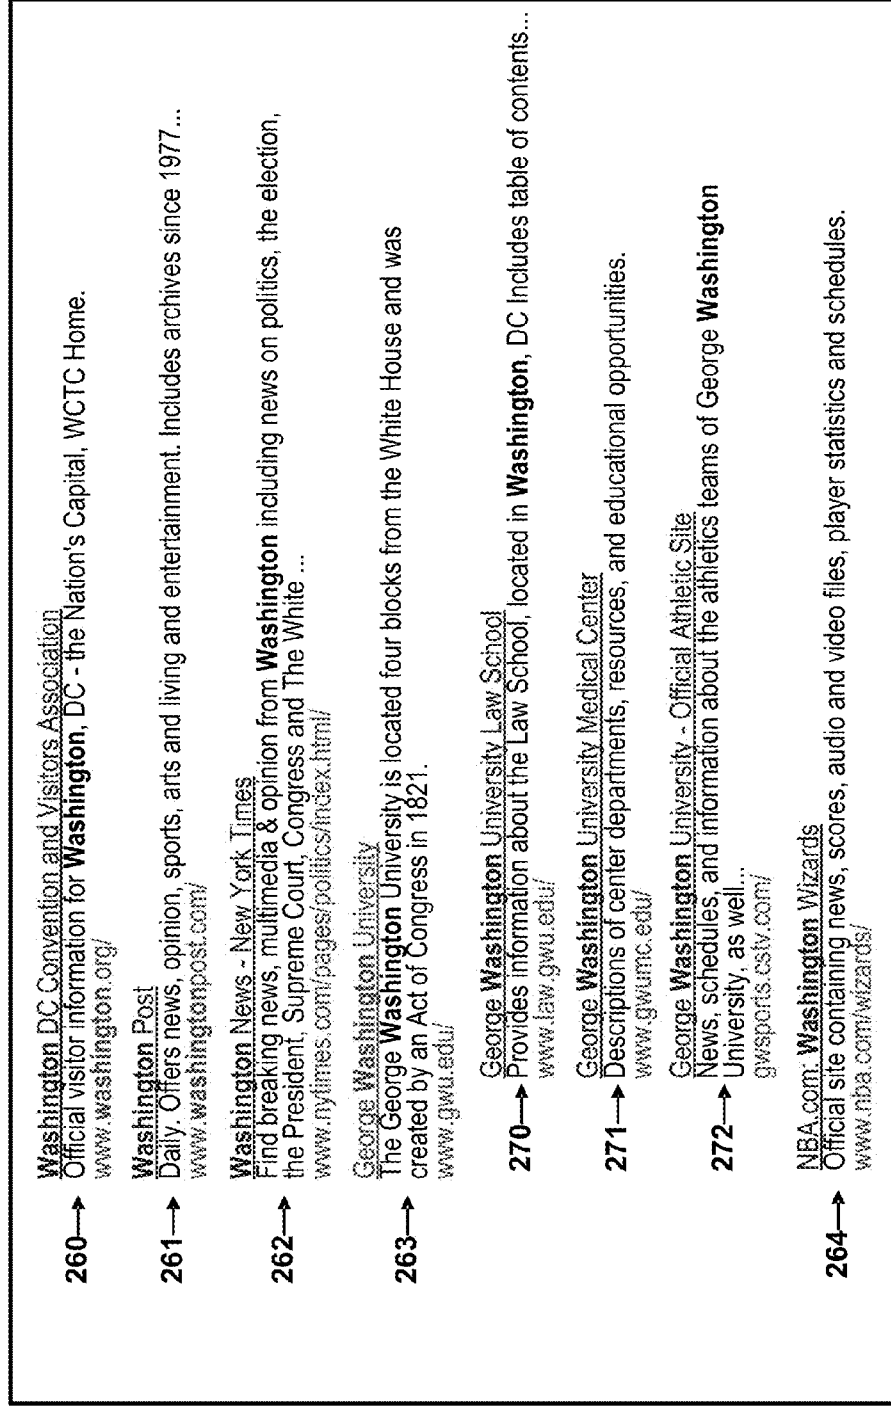 Washington DC Convention and Visitors Association
260→ Official visitor information for Washington, DC - the Nation's Capital, WCTC Home.
www.washington.org/
Washington Post
261→ Daily. Offers news, opinion, sports, arts and living and entertainment. Includes archives since 1977...
www.washingtonpost.com/
Washington News - New York Times
262→ Find breaking news, multimedia & opinion from Washington including news on politics, the election,
the President, Supreme Court, Congress and The White ...
www.nytimes.com/pages/politics/index.html/
George Washington University
263→ The George Washington University is located four blocks from the White House and was
created by an Act of Congress in 1821.
www.gwu.edu/
George Washington University Law School
270→ Provides information about the Law School, located in Washington, DC Includes table of contents...
www.law.gwu.edu/
George Washington University Medical Center
271→ Descriptions of center departments, resources, and educational opportunities.
www.gwumc.edu/
George Washington University - Official Athletic Site
272→ News, schedules, and information about the athletics teams of George Washington
University, as well...
gwsports.cstv.com/
NBA.com: Washington Wizards
264→ Official site containing news, scores, audio and video files, player statistics and schedules.
www.nba.com/wizards/